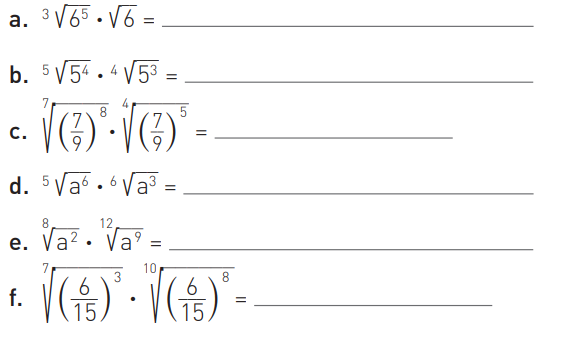 a. ³√6⁵ · √6 =
b. ⁵√5⁴ · ⁴√5³ =
c. ⁷√(7/9)⁸ · ⁴√(7/9)⁵ =
d. ⁵√a⁶ · ⁶√a³ =
e. ⁸√a² · ¹²√a⁹ =
f. ⁷√(6/15)³ · ¹⁰√(6/15)⁸ =